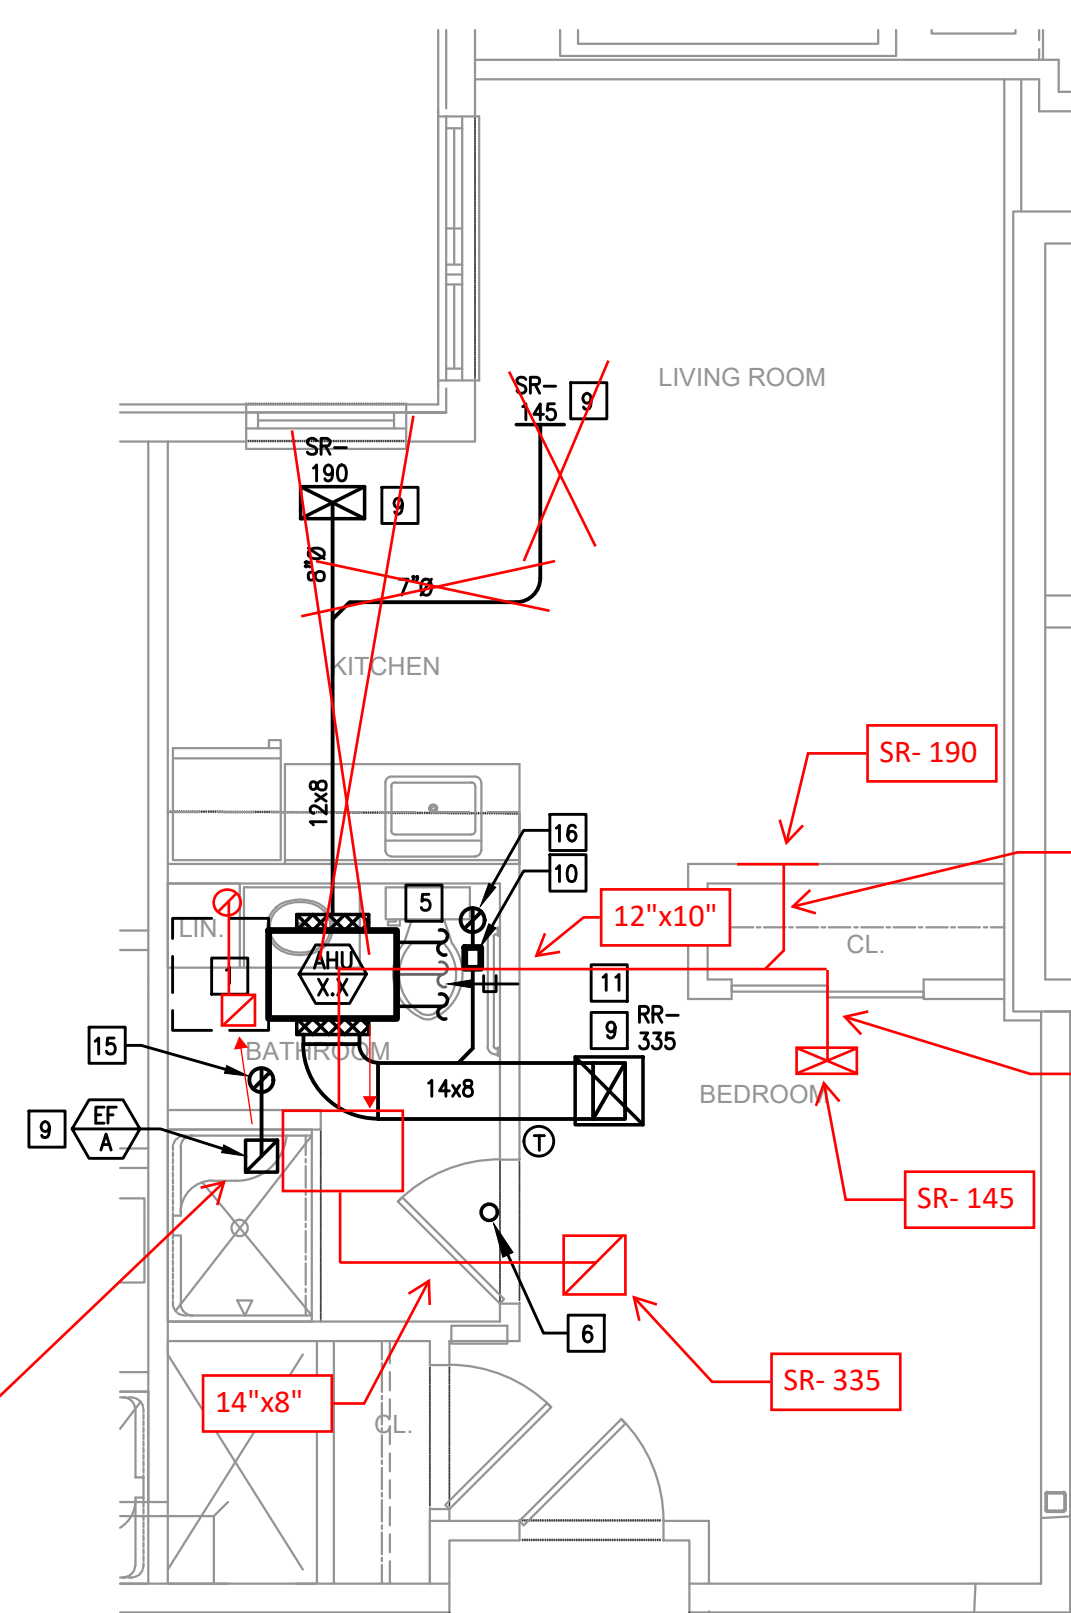 LIVING ROOM
SR-
145
9
SR-
190
9
8"Ø
7"Ø
KITCHEN
12x8
SR- 190
16
10
5
12"x10"
LIN.
CL.
1
AHU
X.X
11
9
RR-
335
15
BATHROOM
14x8
BEDROOM
9
EF
A
T
SR- 145
6
SR- 335
14"x8"
CL.